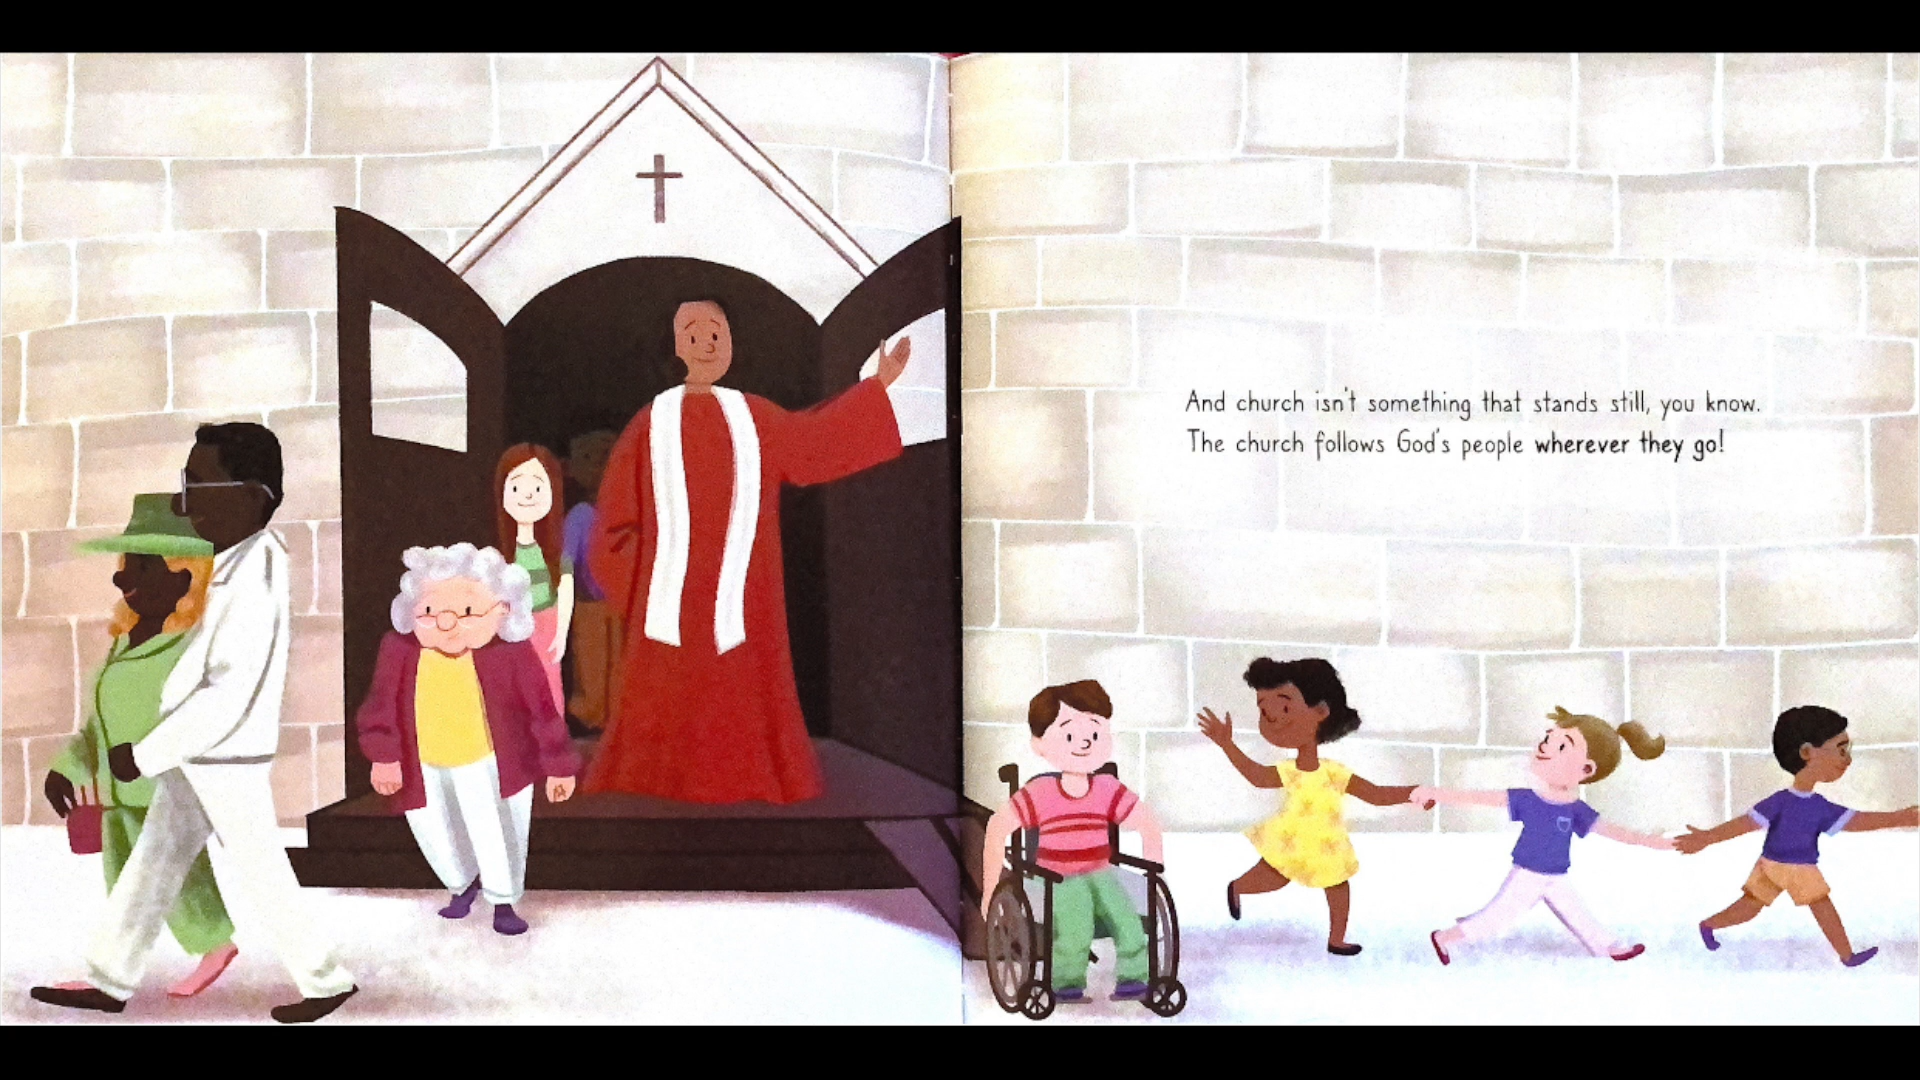 And church isn't something that stands still, you know.
The church follows God's people wherever they go!